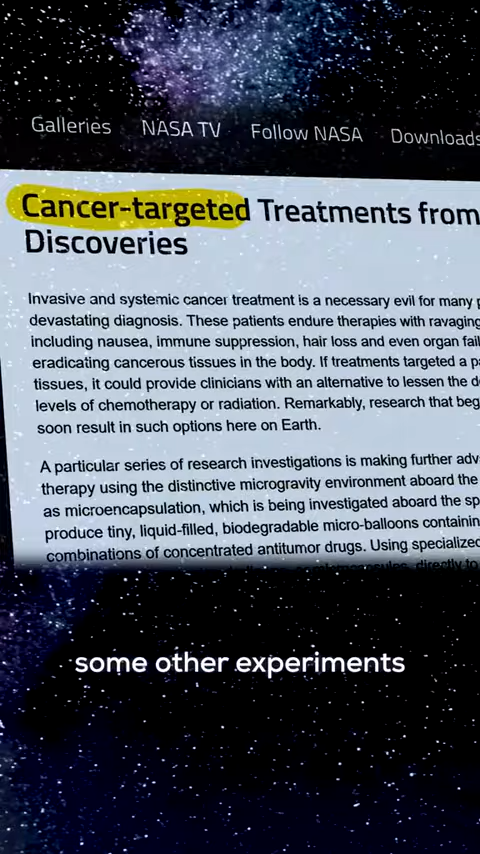 Galleries NASA TV Follow NASA Downloads
Cancer-targeted Treatments from
Discoveries
Invasive and systemic cancer treatment is a necessary evil for many
devastating diagnosis. These patients endure therapies with ravaging
including nausea, immune suppression, hair loss and even organ fail
eradicating cancerous tissues in the body. If treatments targeted a
tissues, it could provide clinicians with an alternative to lessen the
levels of chemotherapy or radiation. Remarkably, research that beg
soon result in such options here on Earth.
A particular series of research investigations is making further adv
therapy using the distinctive microgravity environment aboard the
as microencapsulation, which is being investigated aboard the sp
produce tiny, liquid-filled, biodegradable micro-balloons containin
combinations of concentrated antitumor drugs. Using specialized
directly to
some other experiments